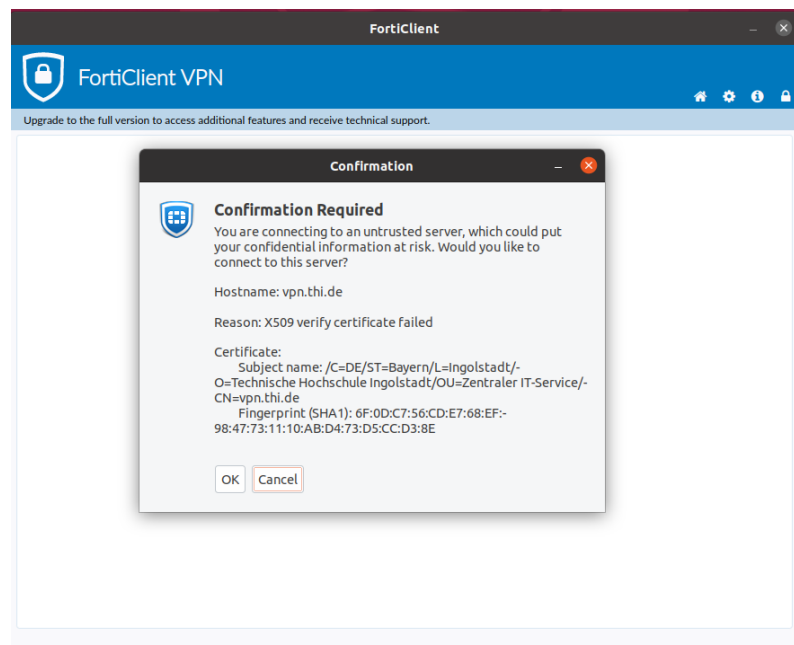 FortiClient
FortiClient VPN
Upgrade to the full version to access additional features and receive technical support.
Confirmation
Confirmation Required
You are connecting to an untrusted server, which could put
your confidential information at risk. Would you like to
connect to this server?
Hostname: vpn.thi.de
Reason: X509 verify certificate failed
Certificate:
Subject name: /C=DE/ST=Bayern/L=Ingolstadt/-
O=Technische Hochschule Ingolstadt/OU=Zentraler IT-Service/-
CN=vpn.thi.de
Fingerprint (SHA1): 6F:0D:C7:56:CD:E7:68:EF:-
98:47:73:11:10:AB:D4:73:D5:CC:D3:8E
OK Cancel